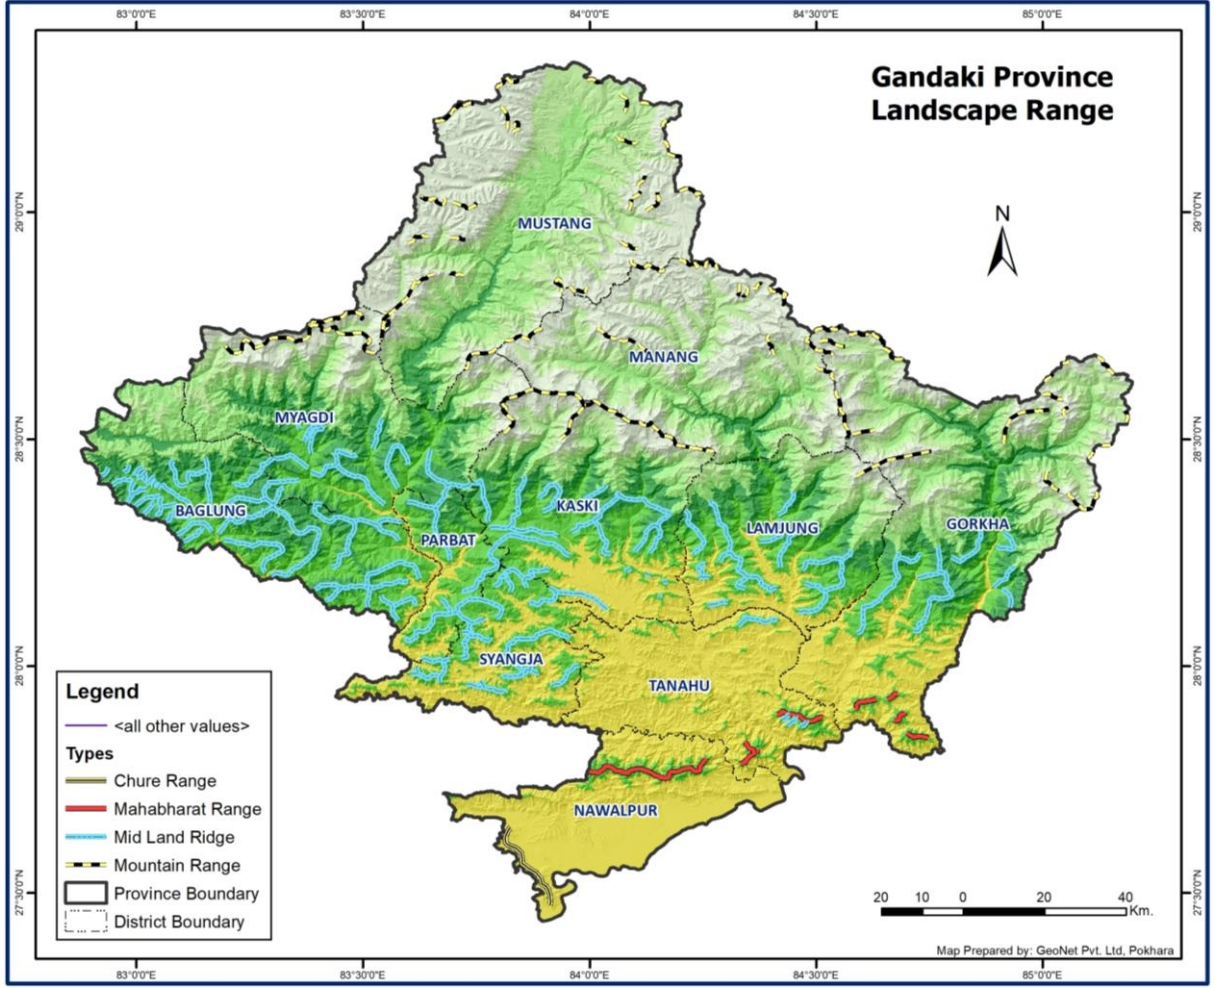 83°0'0"E 83°30'0"E 84°0'0"E 84°30'0"E 85°0'0"E
Gandaki Province
Landscape Range
N
29°0'0"N
29°0'0"N
MUSTANG
MANANG
MYAGDI
28°30'0"N
28°30'0"N
BAGLUNG
KASKI
LAMJUNG
GORKHA
PARBAT
SYANGJA
28°0'0"N
28°0'0"N
TANAHU
NAWALPUR
Legend
<all other values>
Types
Chure Range
Mahabharat Range
Mid Land Ridge
Mountain Range
Province Boundary
District Boundary
27°30'0"N
27°30'0"N
20 10 0 20 40
Km.
Map Prepared by: GeoNet Pvt. Ltd, Pokhara
83°0'0"E 83°30'0"E 84°0'0"E 84°30'0"E 85°0'0"E